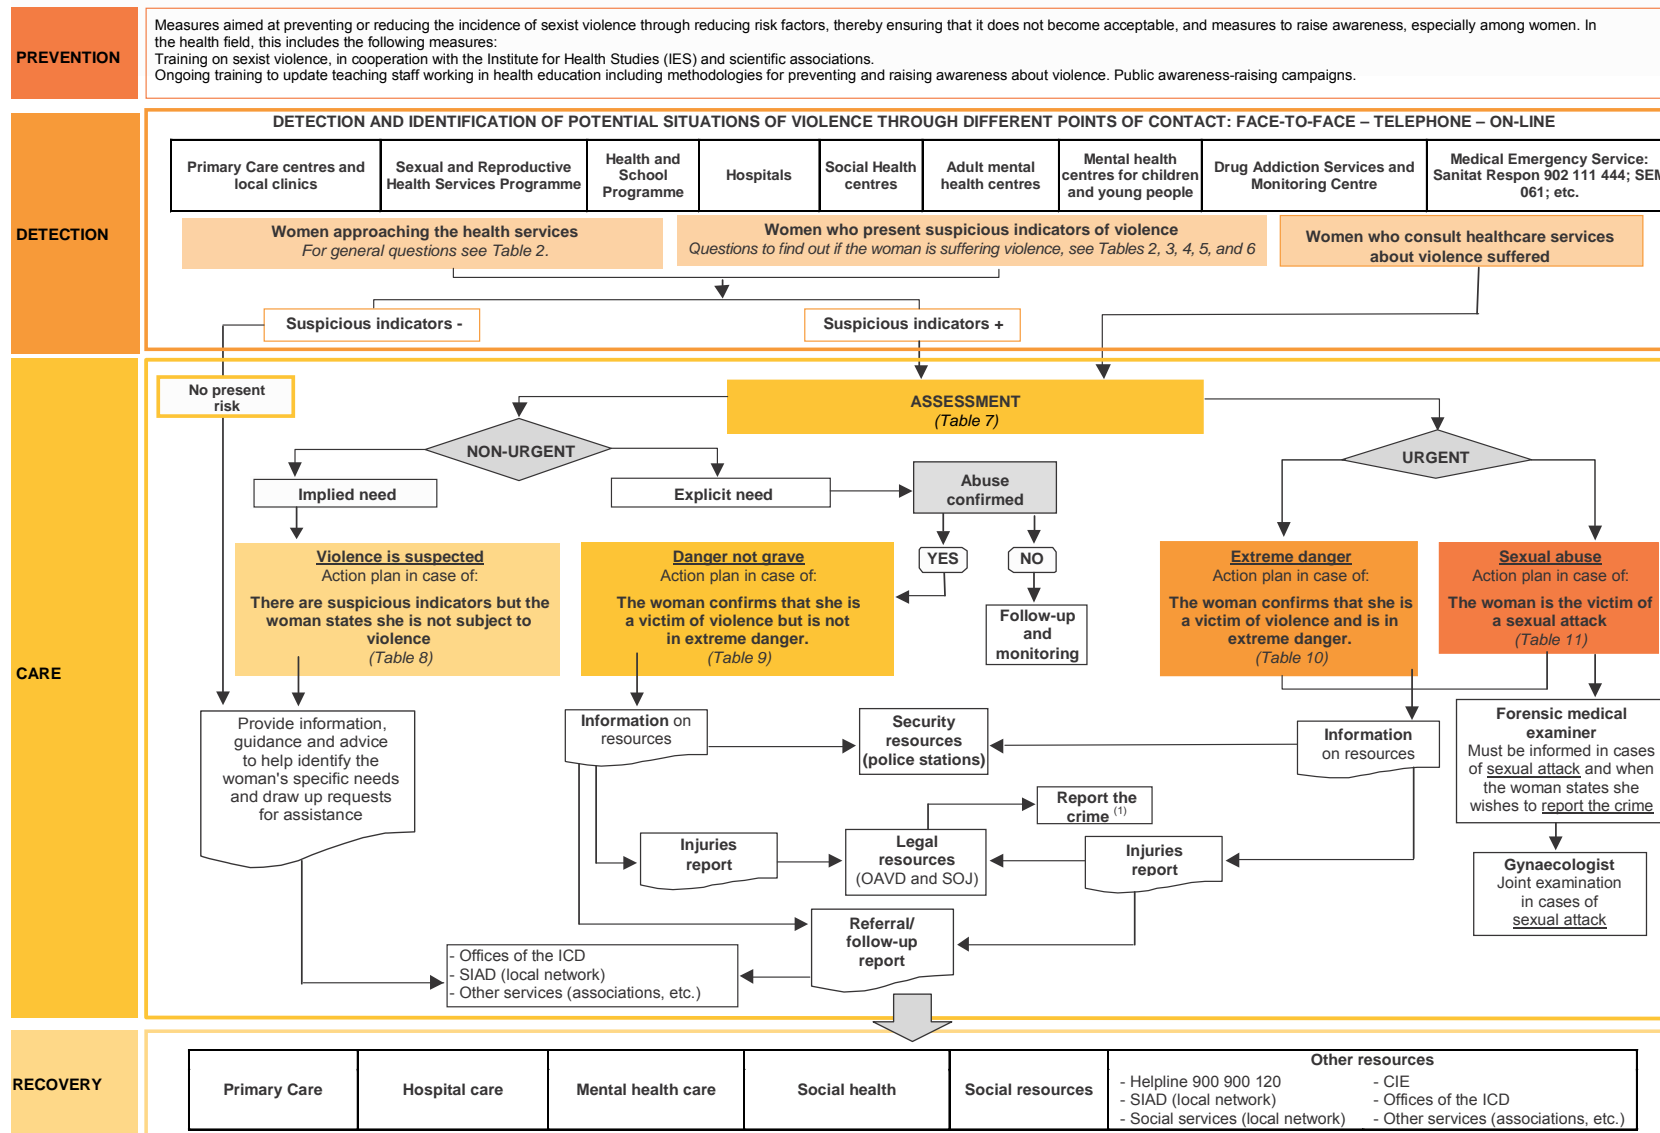 PREVENTION
Measures aimed at preventing or reducing the incidence of sexist violence through reducing risk factors, thereby ensuring that it does not become acceptable, and measures to raise awareness, especially among women. In
the health field, this includes the following measures:
Training on sexist violence, in cooperation with the Institute for Health Studies (IES) and scientific associations.
Ongoing training to update teaching staff working in health education including methodologies for preventing and raising awareness about violence. Public awareness-raising campaigns.
DETECTION
DETECTION AND IDENTIFICATION OF POTENTIAL SITUATIONS OF VIOLENCE THROUGH DIFFERENT POINTS OF CONTACT: FACE-TO-FACE – TELEPHONE – ON-LINE
Primary Care centres and
local clinics
Sexual and Reproductive
Health Services Programme
Health and
School
Programme
Hospitals
Social Health
centres
Adult mental
health centres
Mental health
centres for children
and young people
Drug Addiction Services and
Monitoring Centre
Medical Emergency Service:
Sanitat Respon 902 111 444; SEM
061; etc.
Women approaching the health services
For general questions see Table 2.
Women who present suspicious indicators of violence
Questions to find out if the woman is suffering violence, see Tables 2, 3, 4, 5, and 6
Women who consult healthcare services
about violence suffered
Suspicious indicators -
Suspicious indicators +
CARE
No present
risk
ASSESSMENT
(Table 7)
NON-URGENT
URGENT
Implied need
Explicit need
Abuse
confirmed
YES
NO
Follow-up
and
monitoring
Violence is suspected
Action plan in case of:
There are suspicious indicators but the
woman states she is not subject to
violence
(Table 8)
Danger not grave
Action plan in case of:
The woman confirms that she is
a victim of violence but is not
in extreme danger.
(Table 9)
Extreme danger
Action plan in case of:
The woman confirms that she is
a victim of violence and is in
extreme danger.
(Table 10)
Sexual abuse
Action plan in case of:
The woman is the victim of
a sexual attack
(Table 11)
Provide information,
guidance and advice
to help identify the
woman's specific needs
and draw up requests
for assistance
Information on
resources
Security
resources
(police stations)
Information
on resources
Forensic medical
examiner
Must be informed in cases
of sexual attack and when
the woman states she
wishes to report the crime
Report the
crime (1)
Injuries
report
Legal
resources
(OAVD and SOJ)
Injuries
report
Gynaecologist
Joint examination
in cases of
sexual attack
Referral/
follow-up
report
- Offices of the ICD
- SIAD (local network)
- Other services (associations, etc.)
RECOVERY
Primary Care
Hospital care
Mental health care
Social health
Social resources
Other resources
- Helpline 900 900 120
- SIAD (local network)
- Social services (local network)
- CIE
- Offices of the ICD
- Other services (associations, etc.)